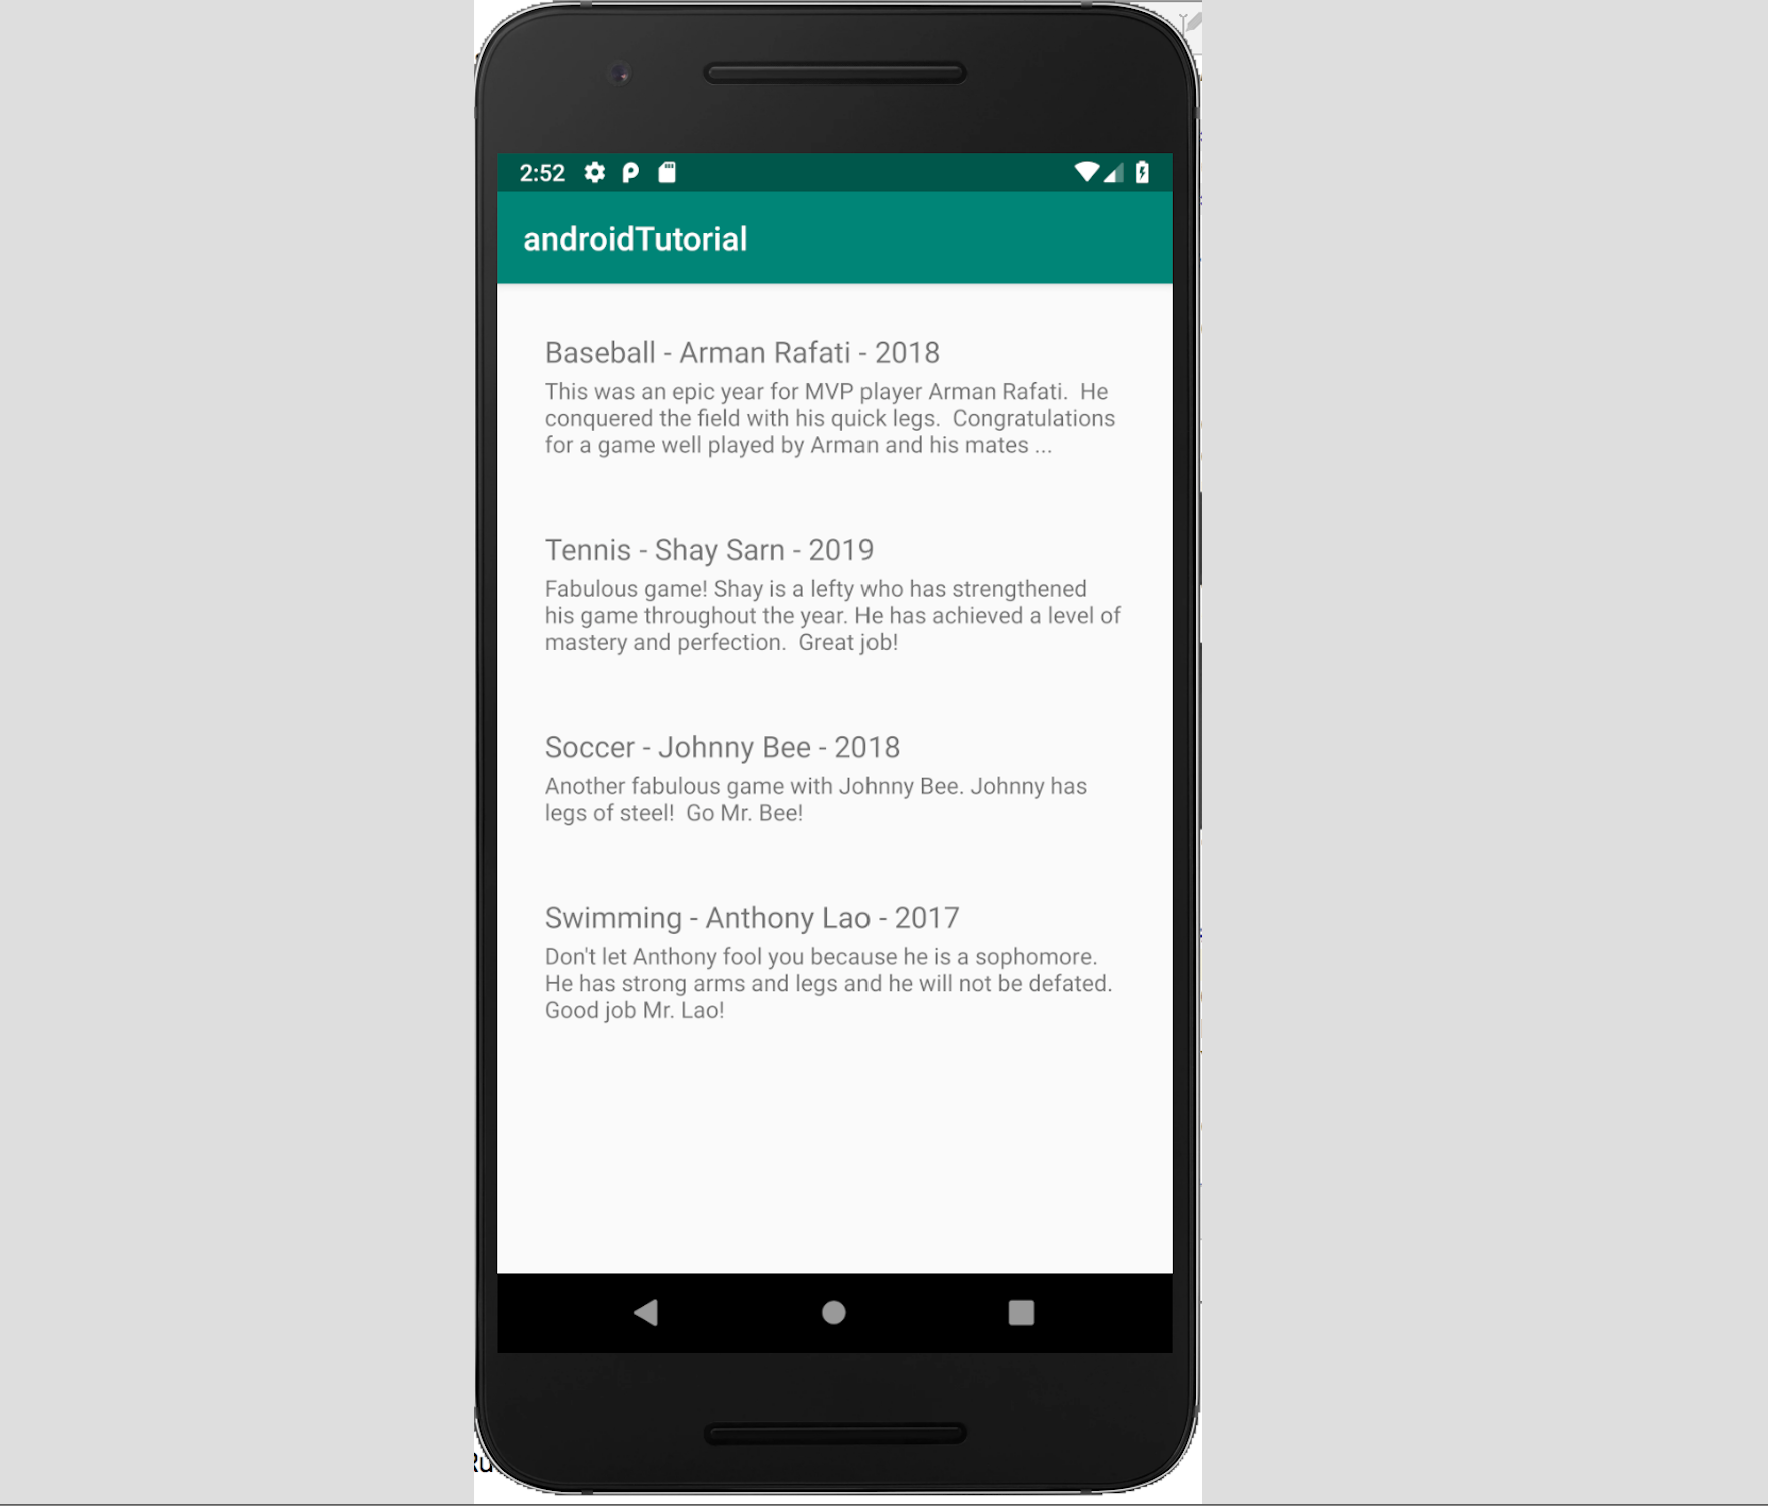 2:52
androidTutorial
Baseball - Arman Rafati - 2018
This was an epic year for MVP player Arman Rafati.  He
conquered the field with his quick legs.  Congratulations
for a game well played by Arman and his mates ...
Tennis - Shay Sarn - 2019
Fabulous game! Shay is a lefty who has strengthened
his game throughout the year. He has achieved a level of
mastery and perfection.  Great job!
Soccer - Johnny Bee - 2018
Another fabulous game with Johnny Bee. Johnny has
legs of steel!  Go Mr. Bee!
Swimming - Anthony Lao - 2017
Don't let Anthony fool you because he is a sophomore.
He has strong arms and legs and he will not be defated.
Good job Mr. Lao!